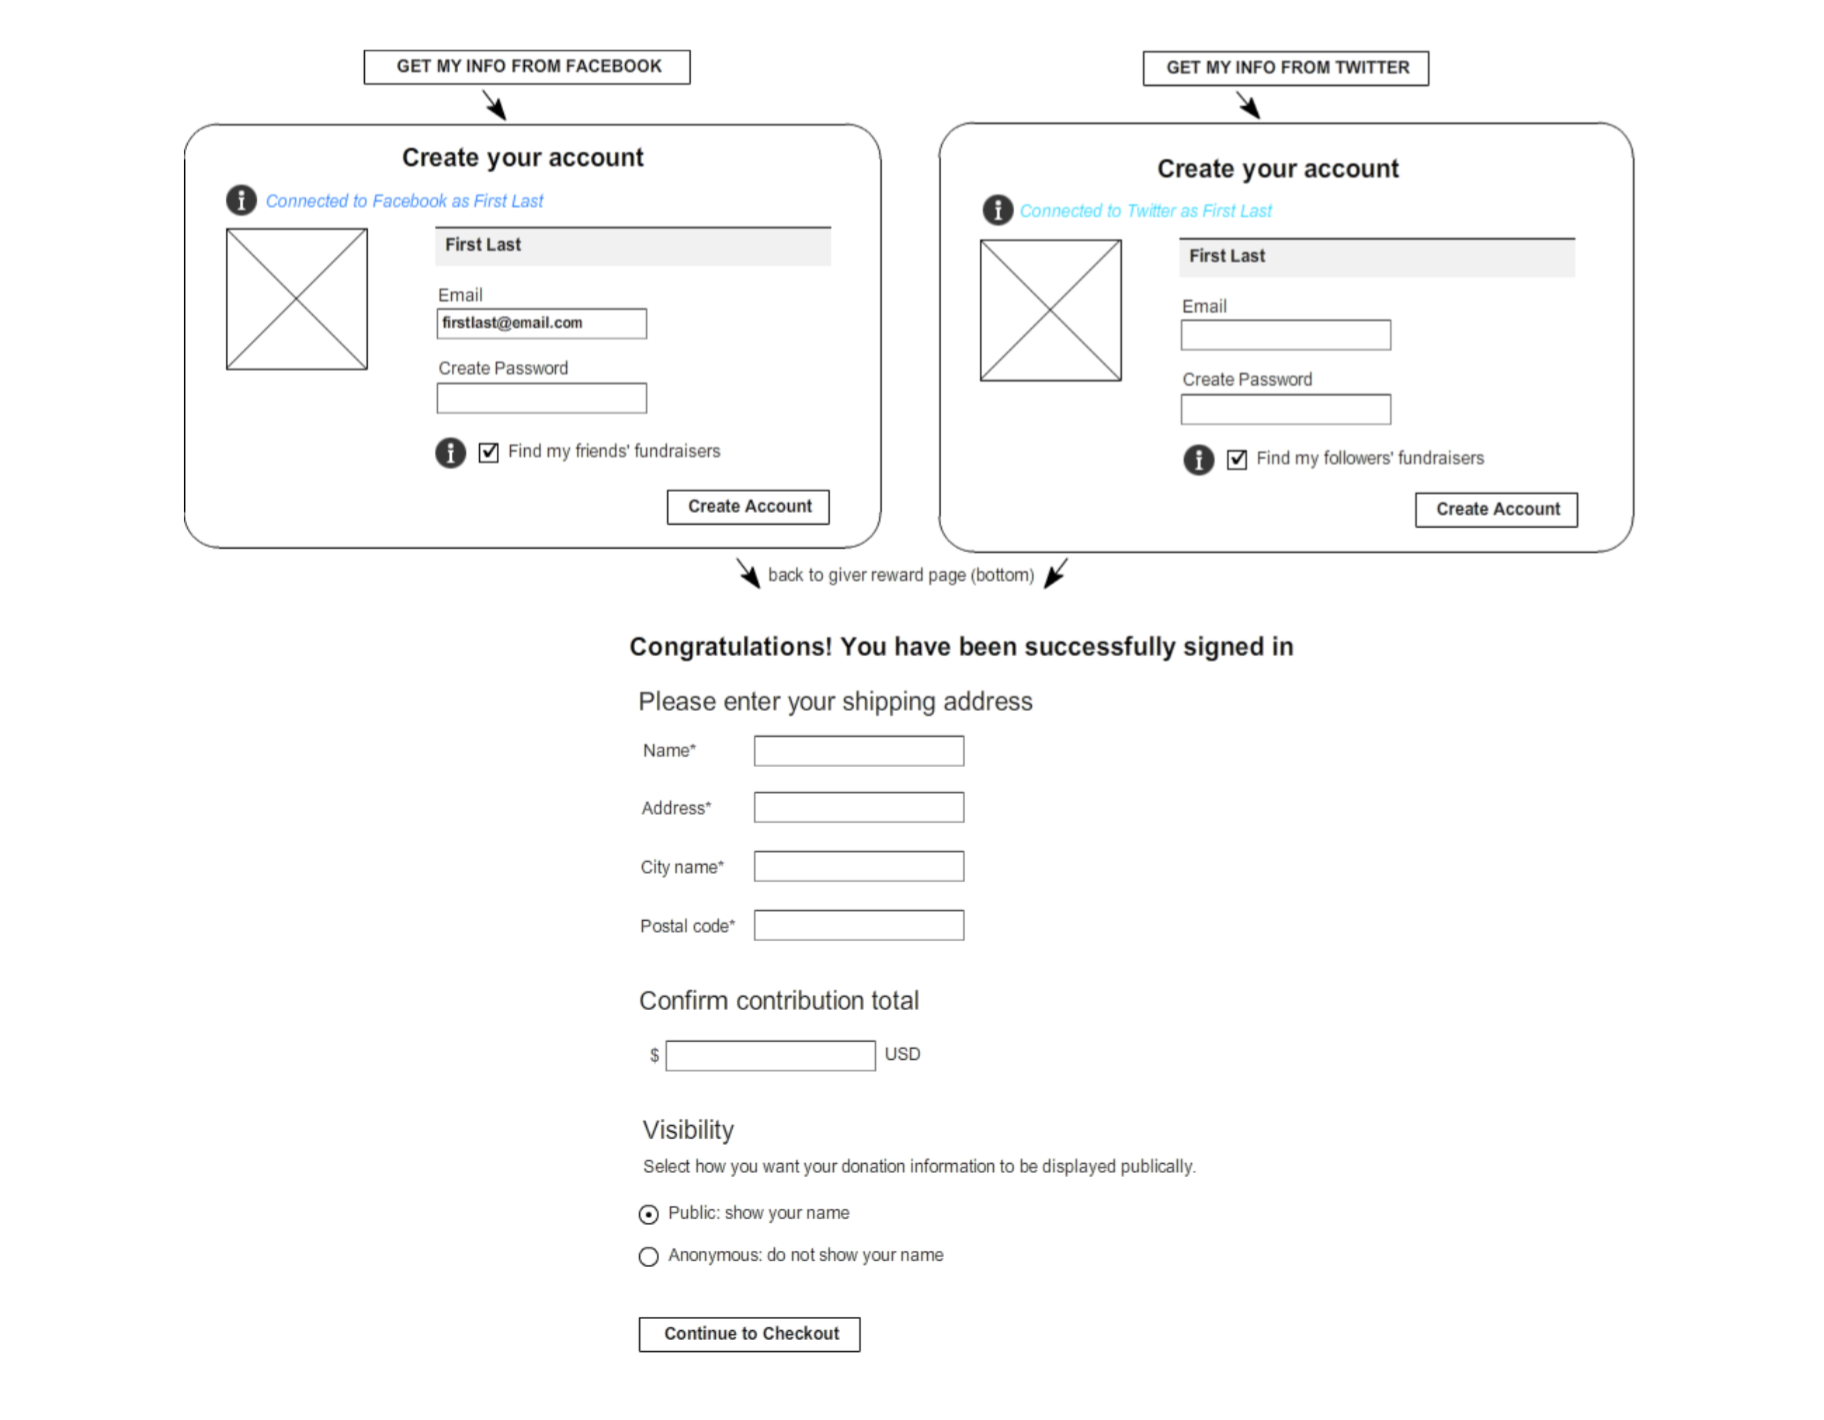 GET MY INFO FROM FACEBOOK
Create your account
Connected to Facebook as First Last
First Last
Email
firstlast@email.com
Create Password
Find my friends' fundraisers
Create Account
GET MY INFO FROM TWITTER
Create your account
Connected to Twitter as First Last
First Last
Email
Create Password
Find my followers' fundraisers
Create Account
back to giver reward page (bottom)
Congratulations! You have been successfully signed in
Please enter your shipping address
Name*
Address*
City name*
Postal code*
Confirm contribution total
$ USD
Visibility
Select how you want your donation information to be displayed publically.
Public: show your name
Anonymous: do not show your name
Continue to Checkout